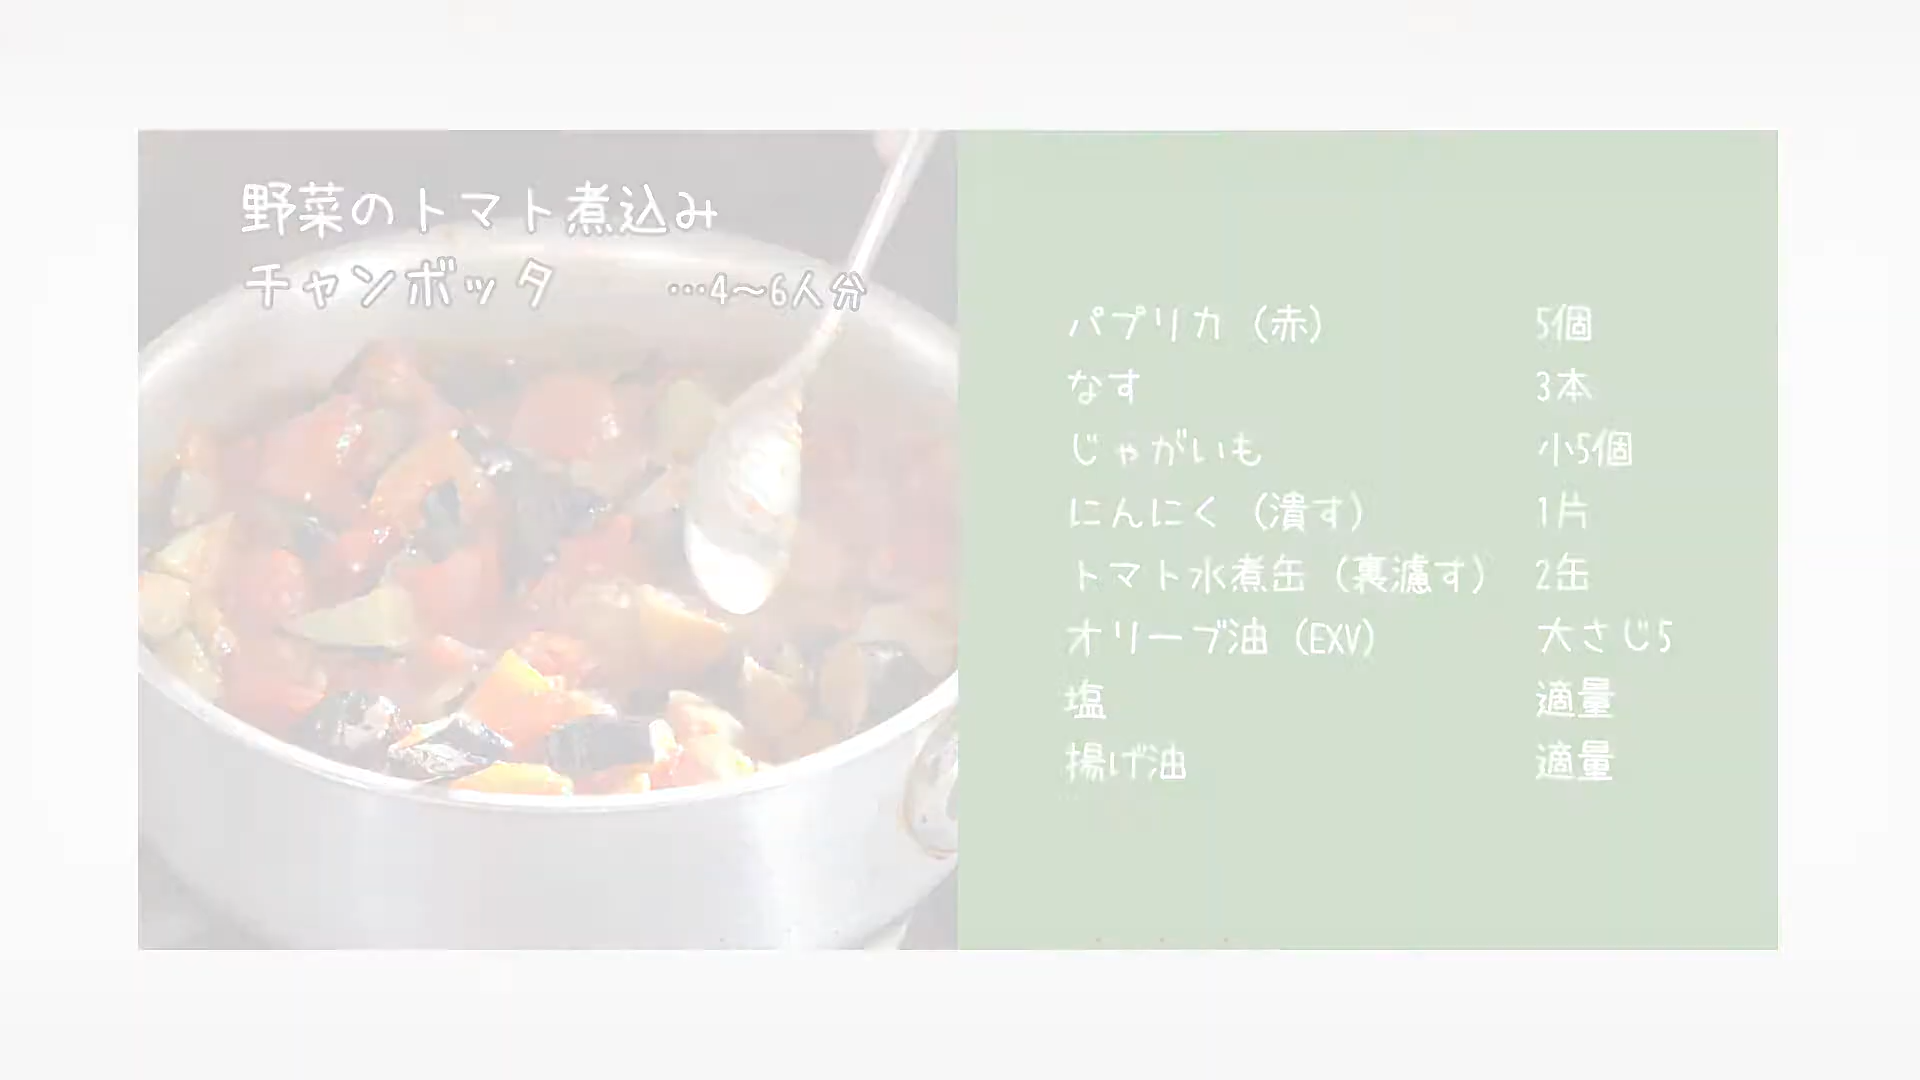 野菜のトマト煮込み
チャンボッタ …4〜6人分
パプリカ（赤） 5個
なす 3本
じゃがいも 小5個
にんにく（潰す） 1片
トマト水煮缶（裏濾す） 2缶
オリーブ油（EXV） 大さじ5
塩 適量
揚げ油 適量